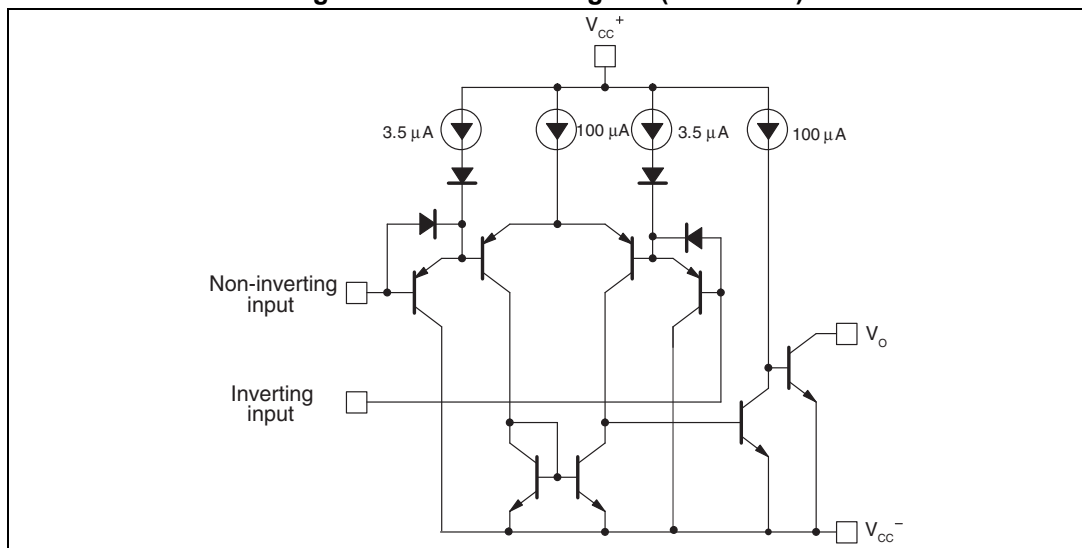 V_CC^+
3.5 μA
100 μA
3.5 μA
100 μA
Non-inverting
input
V_O
Inverting
input
V_CC^-